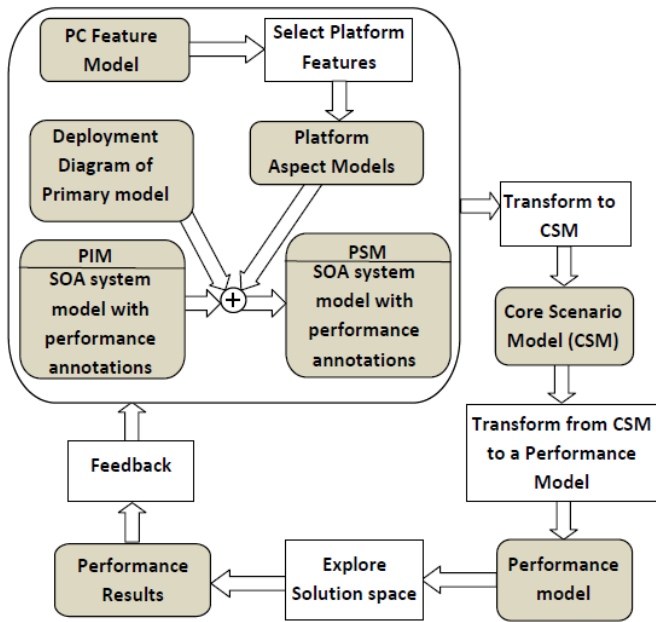 PC Feature
Model
Select Platform
Features
Deployment
Diagram of
Primary model
Platform
Aspect Models
PIM
SOA system
model with
performance
annotations
+
PSM
SOA system
model with
performance
annotations
Transform to
CSM
Core Scenario
Model (CSM)
Transform from CSM
to a Performance
Model
Performance
model
Explore
Solution space
Performance
Results
Feedback